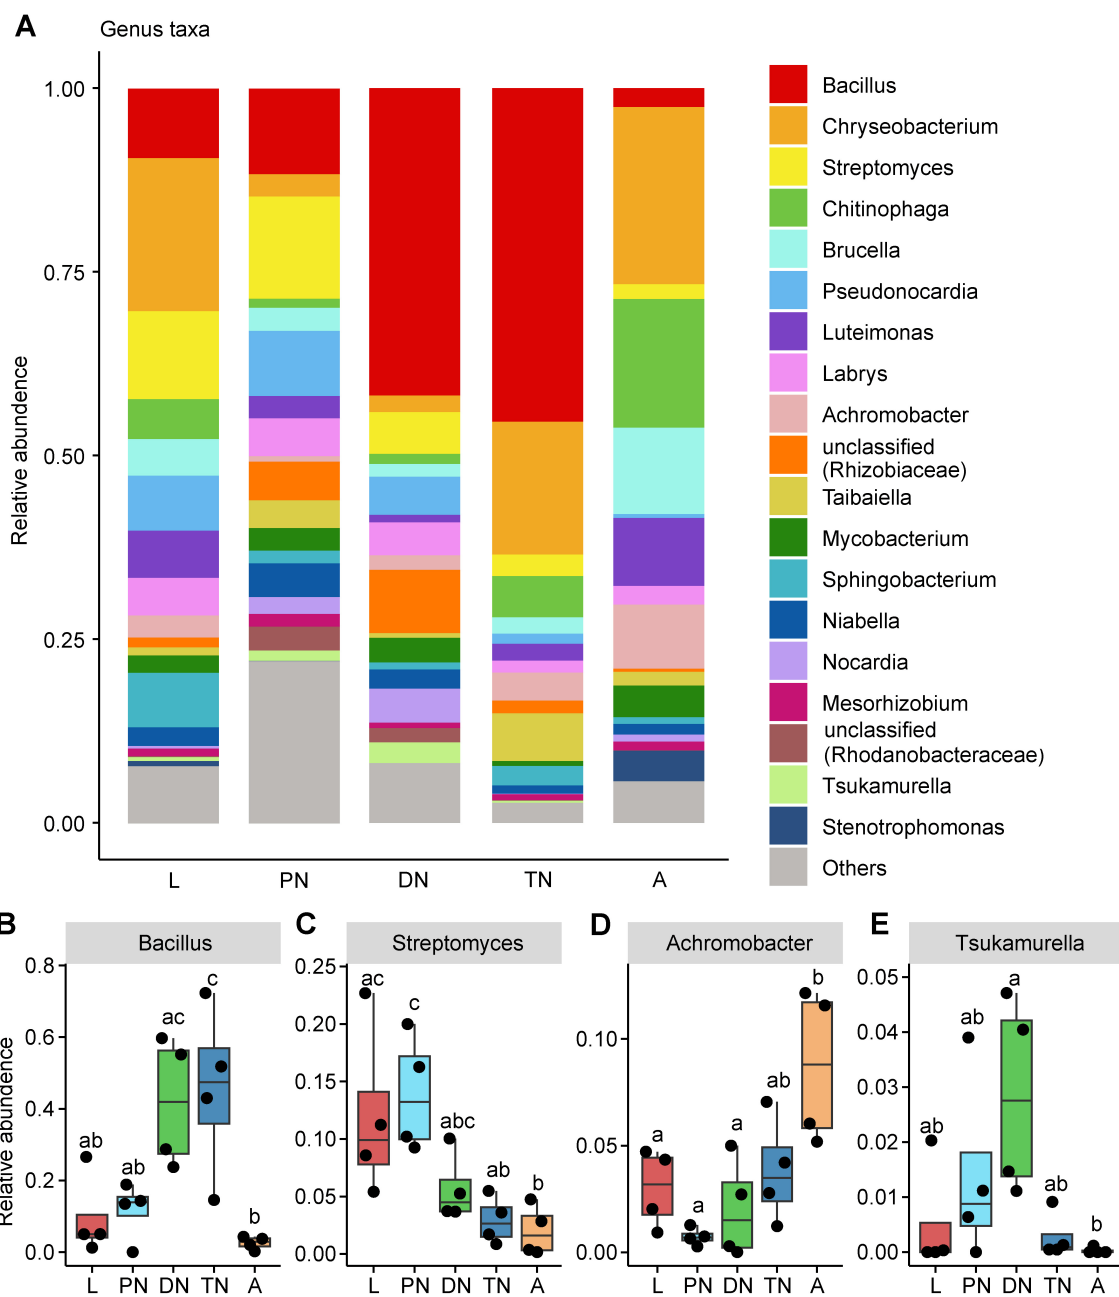 A
Genus taxa
Relative abundance
1.00
0.75
0.50
0.25
0.00
L PN DN TN A
Bacillus
Chryseobacterium
Streptomyces
Chitinophaga
Brucella
Pseudonocardia
Luteimonas
Labrys
Achromobacter
unclassified
(Rhizobiaceae)
Taibaiella
Mycobacterium
Sphingobacterium
Niabella
Nocardia
Mesorhizobium
unclassified
(Rhodanobacteraceae)
Tsukamurella
Stenotrophomonas
Others
B
Bacillus
Relative abundance
0.8
0.6
0.4
0.2
0.0
ab ab ac c b
L PN DN TN A
C
Streptomyces
0.25
0.20
0.15
0.10
0.05
0.00
ac c abc ab b
L PN DN TN A
D
Achromobacter
0.10
0.05
0.00
a a a ab b
L PN DN TN A
E
Tsukamurella
0.05
0.04
0.03
0.02
0.01
0.00
ab ab a ab b
L PN DN TN A